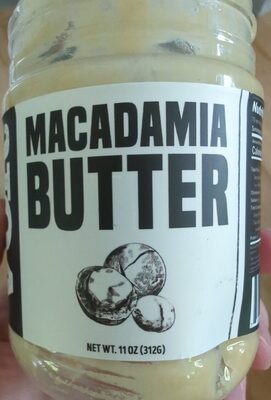 MACADAMIA
BUTTER
NET WT. 11 OZ (312G)